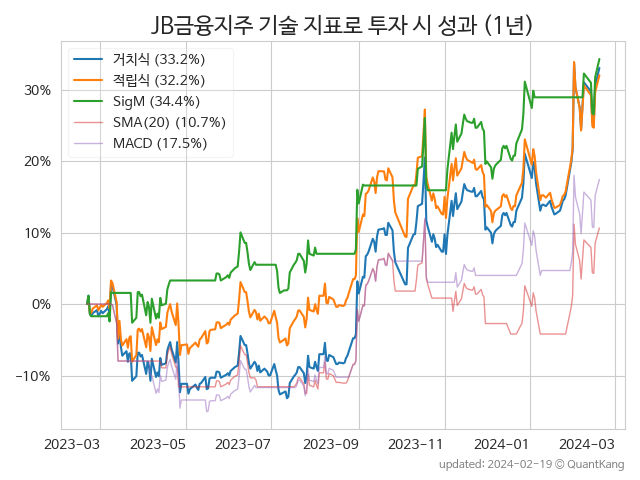 JB금융지주 기술 지표로 투자 시 성과 (1년)
거치식 (33.2%)
적립식 (32.2%)
SigM (34.4%)
SMA(20) (10.7%)
MACD (17.5%)
30%
20%
10%
0%
−10%
2023-03 2023-05 2023-07 2023-09 2023-11 2024-01 2024-03
updated: 2024-02-19 © QuantKang